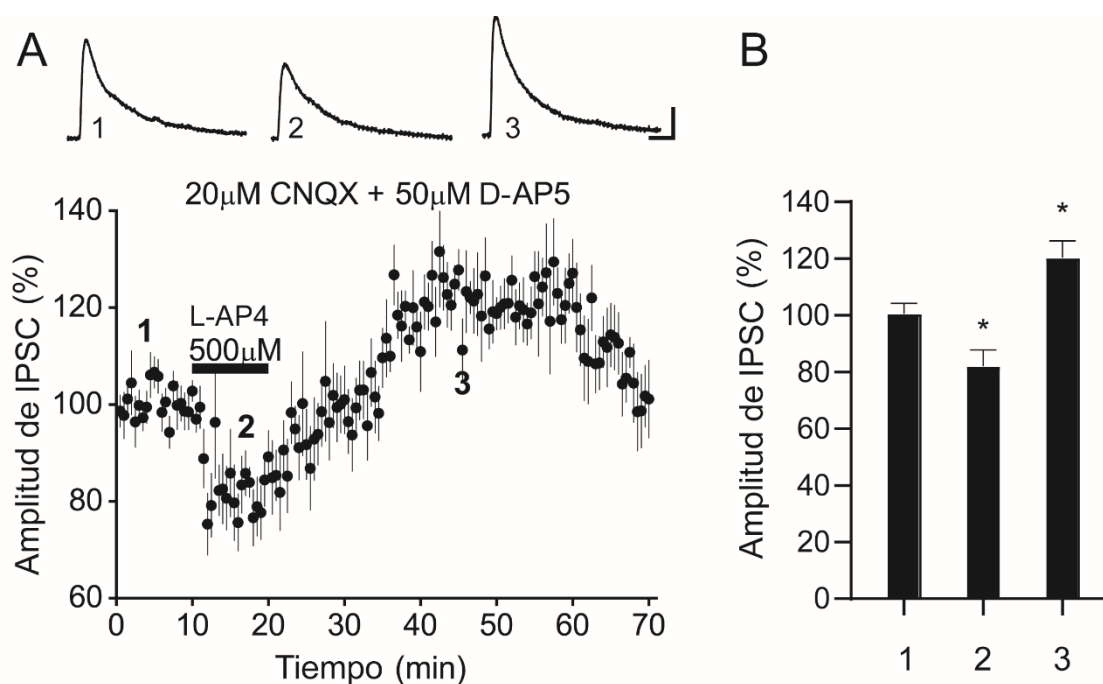 A
B
1
2
3
20μM CNQX + 50μM D-AP5
Amplitud de IPSC (%)
140
120
100
80
60
1
L-AP4
500μM
2
3
0 10 20 30 40 50 60 70
Tiempo (min)
Amplitud de IPSC (%)
140
120
100
80
60
40
20
0
*
*
1 2 3